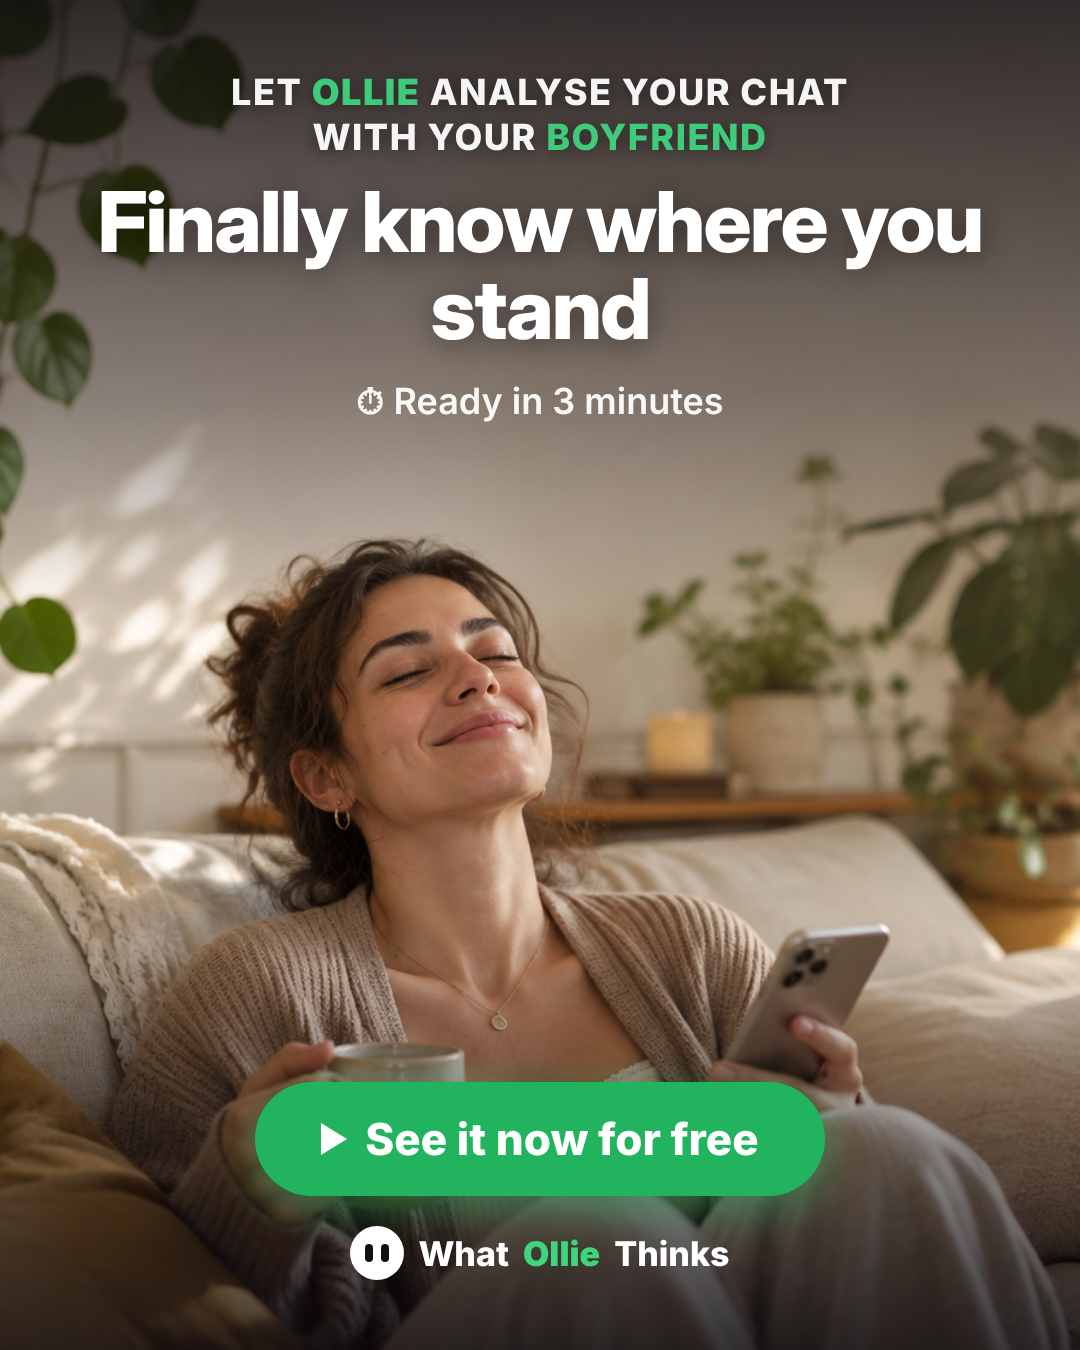 LET OLLIE ANALYSE YOUR CHAT
WITH YOUR BOYFRIEND
Finally know where you
stand
⏱ Ready in 3 minutes
▶ See it now for free
What Ollie Thinks